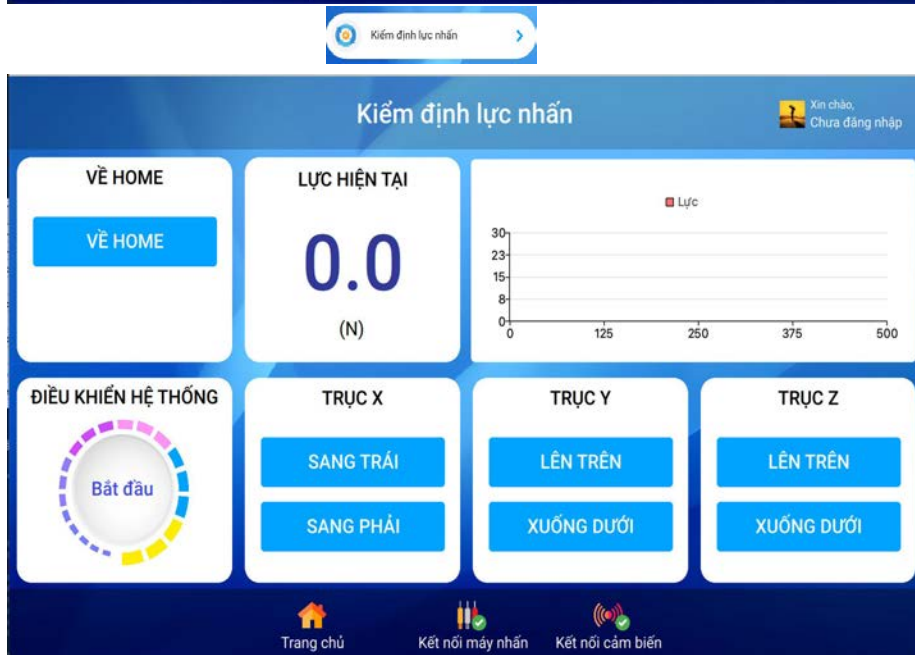 Kiểm định lực nhấn
Kiểm định lực nhấn
Xin chào,
Chưa đăng nhập
VỀ HOME
VỀ HOME
LỰC HIỆN TẠI
0.0
(N)
Lực
30
23
15
8
0
0 125 250 375 500
ĐIỀU KHIỂN HỆ THỐNG
Bắt đầu
TRỤC X
SANG TRÁI
SANG PHẢI
TRỤC Y
LÊN TRÊN
XUỐNG DƯỚI
TRỤC Z
LÊN TRÊN
XUỐNG DƯỚI
Trang chủ
Kết nối máy nhấn
Kết nối cảm biến